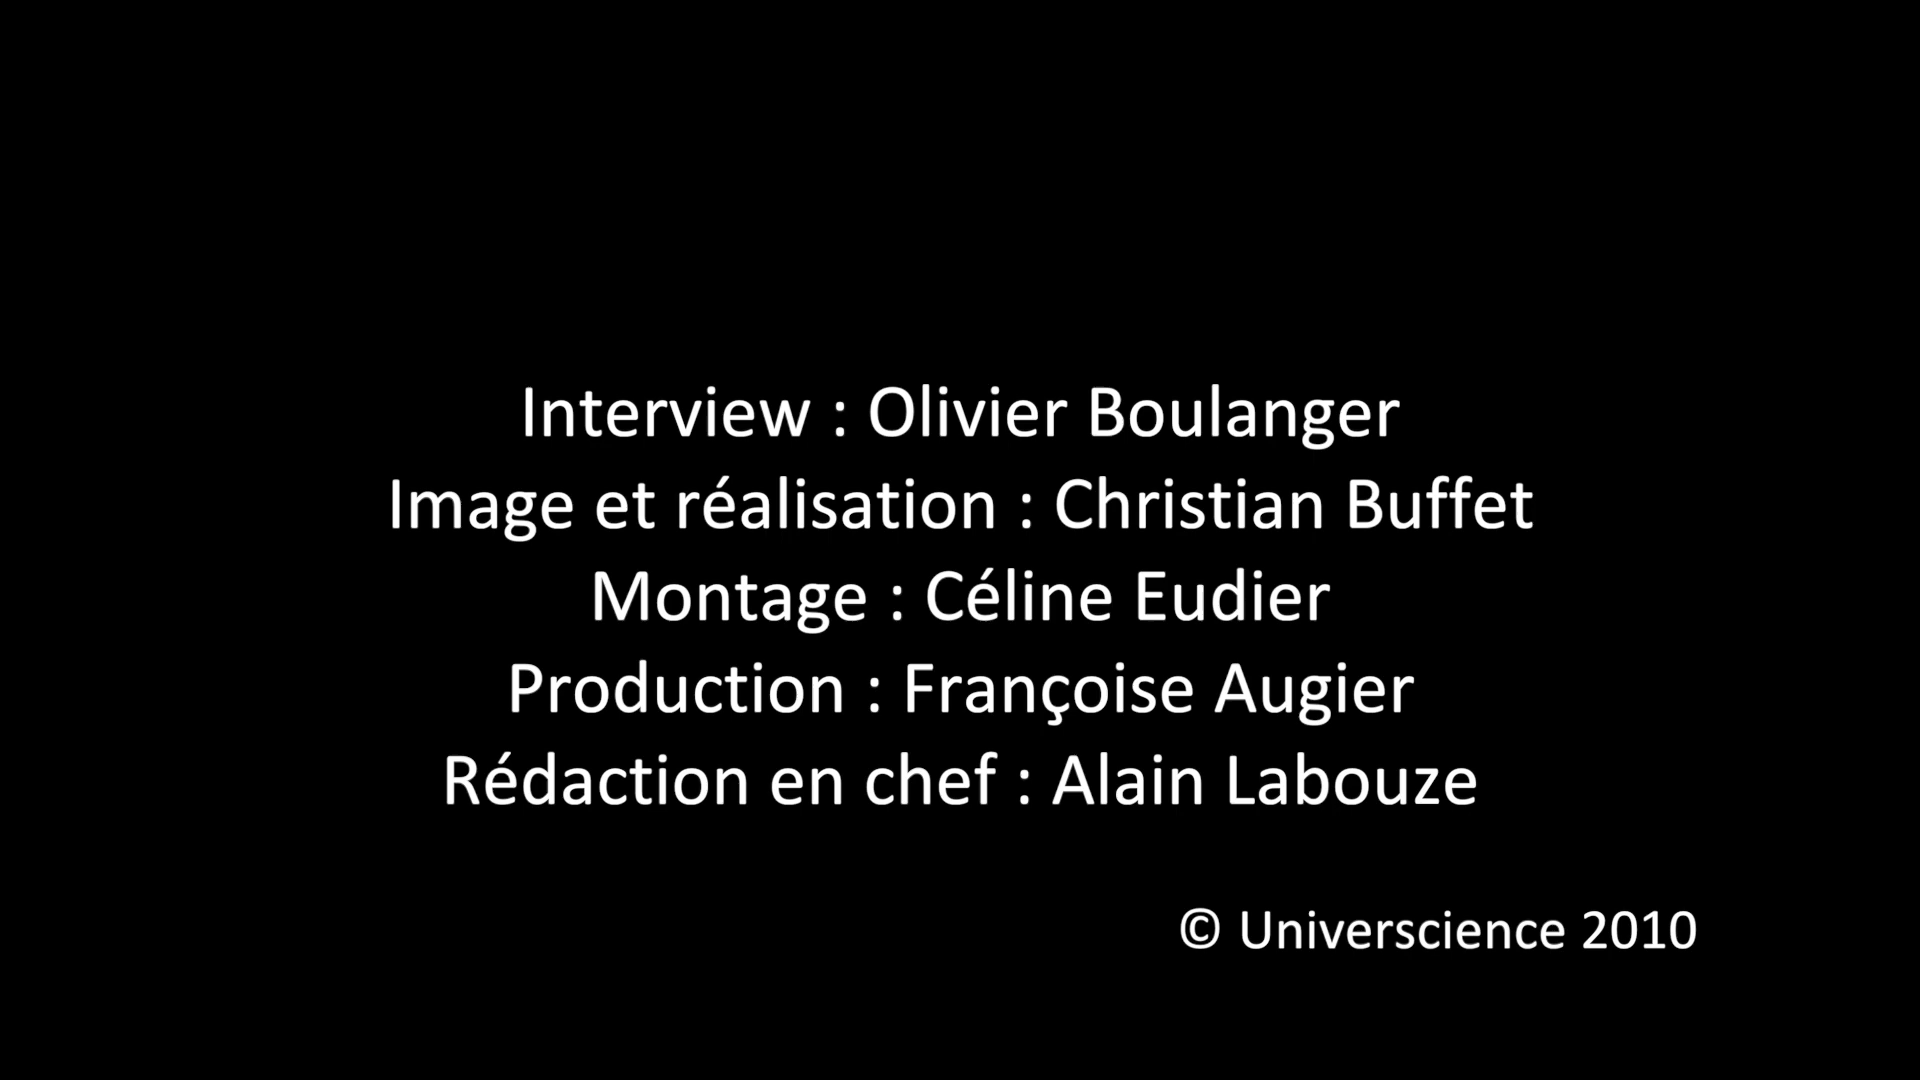 Interview : Olivier Boulanger
Image et réalisation : Christian Buffet
Montage : Céline Eudier
Production : Françoise Augier
Rédaction en chef : Alain Labouze
© Universcience 2010